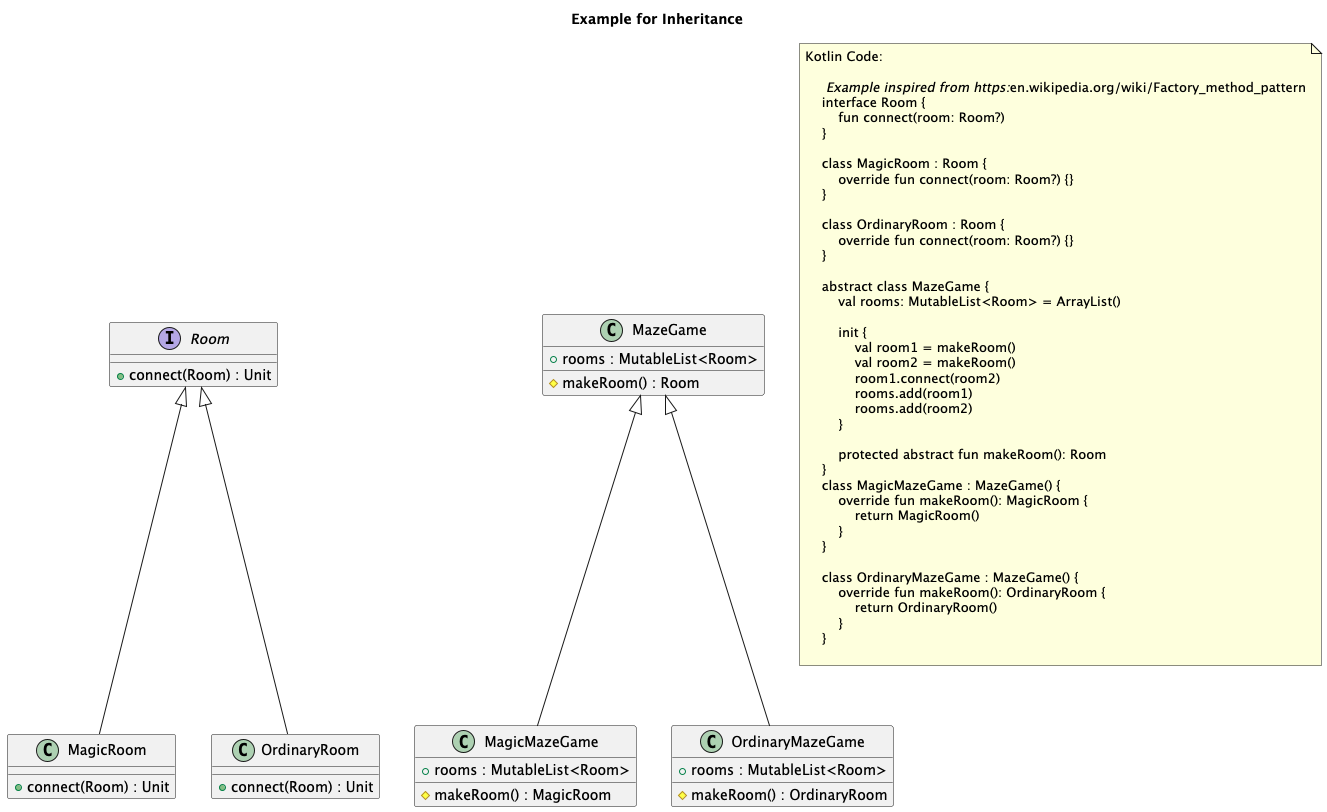 Example for Inheritance
Kotlin Code:
Example inspired from https:en.wikipedia.org/wiki/Factory_method_pattern
interface Room {
fun connect(room: Room?)
}
class MagicRoom : Room {
override fun connect(room: Room?) {}
}
class OrdinaryRoom : Room {
override fun connect(room: Room?) {}
}
abstract class MazeGame {
val rooms: MutableList<Room> = ArrayList()
init {
val room1 = makeRoom()
val room2 = makeRoom()
room1.connect(room2)
rooms.add(room1)
rooms.add(room2)
}
protected abstract fun makeRoom(): Room
}
class MagicMazeGame : MazeGame() {
override fun makeRoom(): MagicRoom {
return MagicRoom()
}
}
class OrdinaryMazeGame : MazeGame() {
override fun makeRoom(): OrdinaryRoom {
return OrdinaryRoom()
}
}
I Room
connect(Room) : Unit
C MazeGame
rooms : MutableList<Room>
makeRoom() : Room
C MagicRoom
connect(Room) : Unit
C OrdinaryRoom
connect(Room) : Unit
C MagicMazeGame
rooms : MutableList<Room>
makeRoom() : MagicRoom
C OrdinaryMazeGame
rooms : MutableList<Room>
makeRoom() : OrdinaryRoom